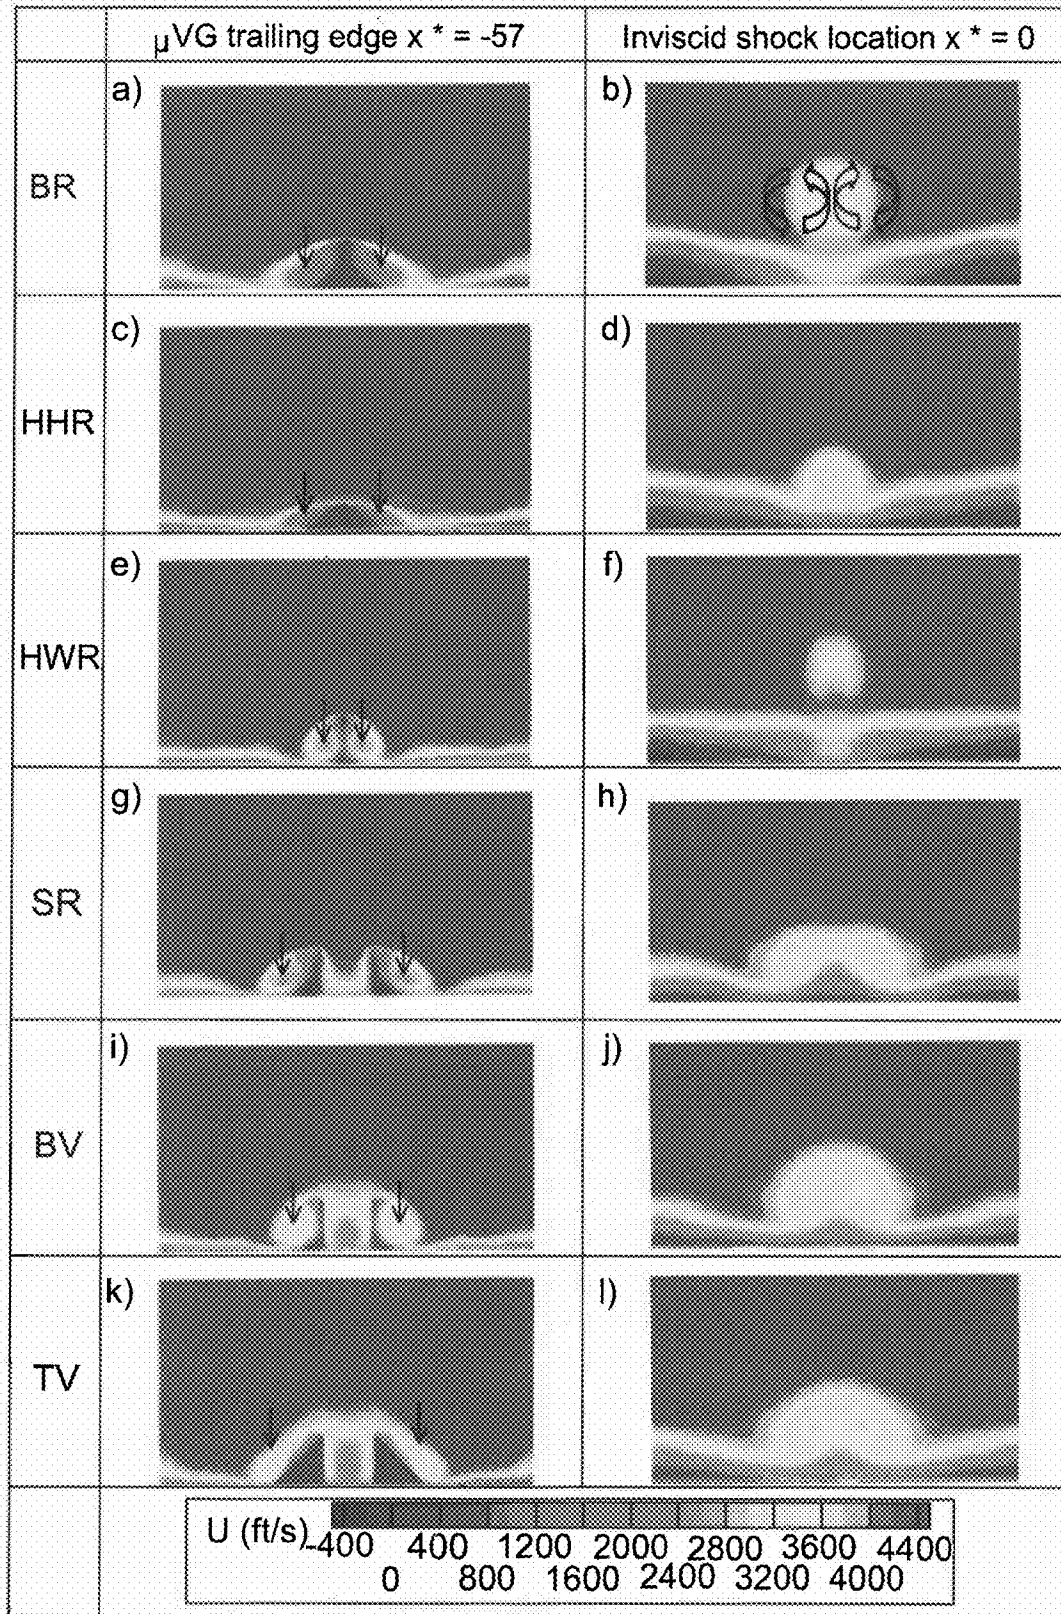 μVG trailing edge x * = -57
Inviscid shock location x * = 0
BR
a)
b)
HHR
c)
d)
HWR
e)
f)
SR
g)
h)
BV
i)
j)
TV
k)
l)
U (ft/s)
-400 400 1200 2000 2800 3600 4400
0 800 1600 2400 3200 4000